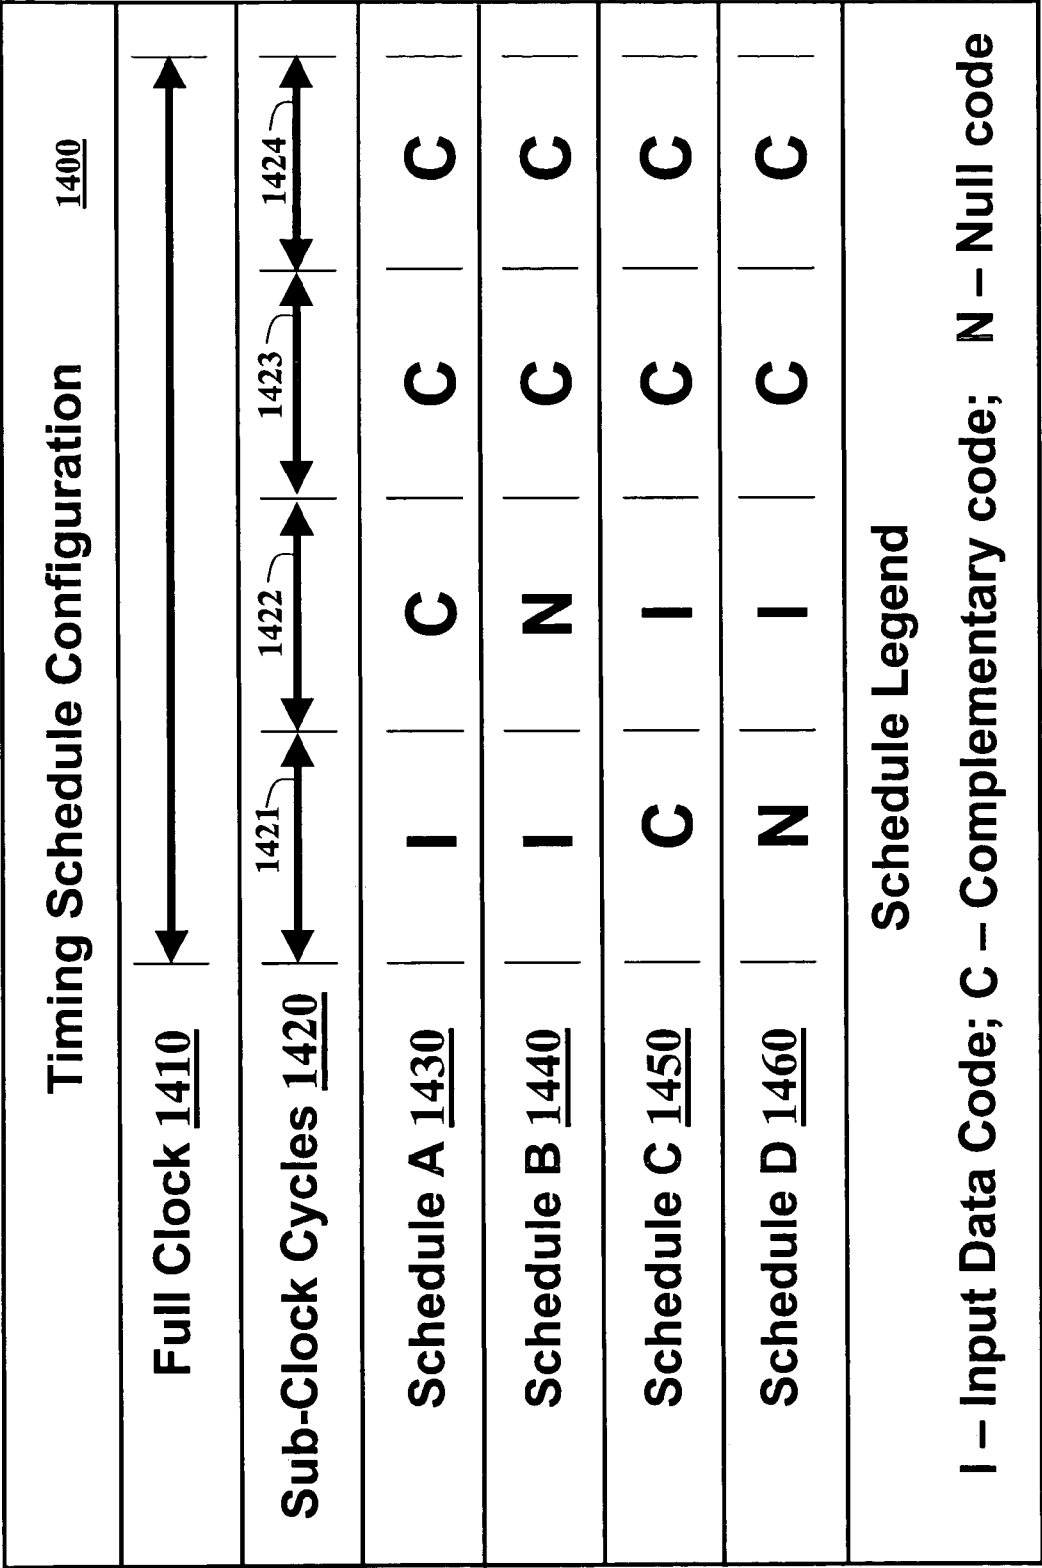 Timing Schedule Configuration 1400
Full Clock 1410
Sub-Clock Cycles 1420 1421 1422 1423 1424
Schedule A 1430 I C C C
Schedule B 1440 I N C C
Schedule C 1450 C I C C
Schedule D 1460 N I C C
Schedule Legend
I – Input Data Code; C – Complementary code; N – Null code